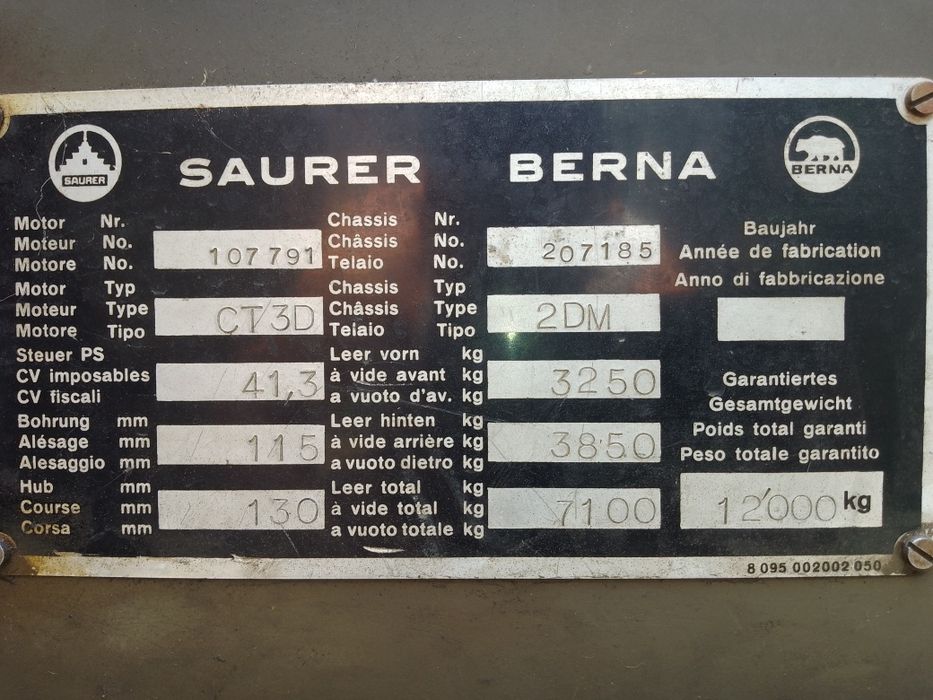 SAURER
SAURER BERNA
BERNA
Motor Nr.
Moteur No.
Motore No.
107791
Chassis Nr.
Châssis No.
Telaio No.
207185
Baujahr
Année de fabrication
Anno di fabbricazione
Motor Typ
Moteur Type
Motore Tipo
CT3D
Chassis Typ
Châssis Type
Telaio Tipo
2DM
Steuer PS
CV imposables
CV fiscali
41,3
Leer vorn kg
à vide avant kg
a vuoto d'av. kg
3250
Garantiertes
Gesamtgewicht
Poids total garanti
Peso totale garantito
12000 kg
Bohrung mm
Alésage mm
Alesaggio mm
115
Leer hinten kg
à vide arrière kg
a vuoto dietro kg
3850
Hub mm
Course mm
Corsa mm
130
Leer total kg
à vide total kg
a vuoto totale kg
7100
8 095 002002 050